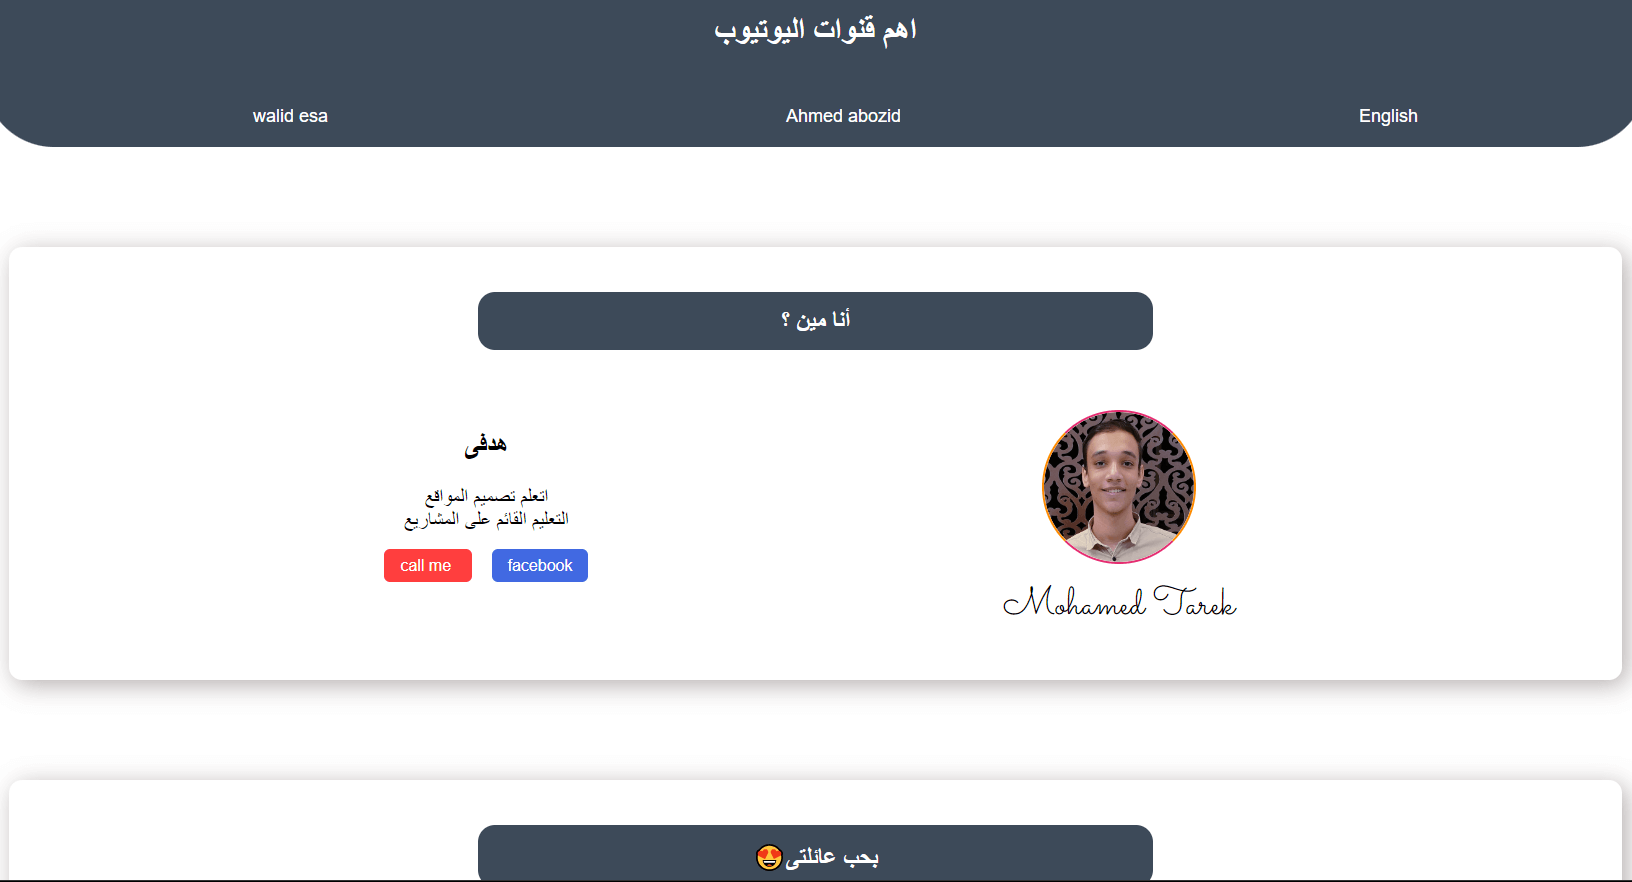 اهم قنوات اليوتيوب
walid esa
Ahmed abozid
English
أنا مين ؟
هدفى
اتعلم تصميم المواقع
التعليم القائم على المشاريع
call me
facebook
Mohamed Tarek
بحب عائلتى😍